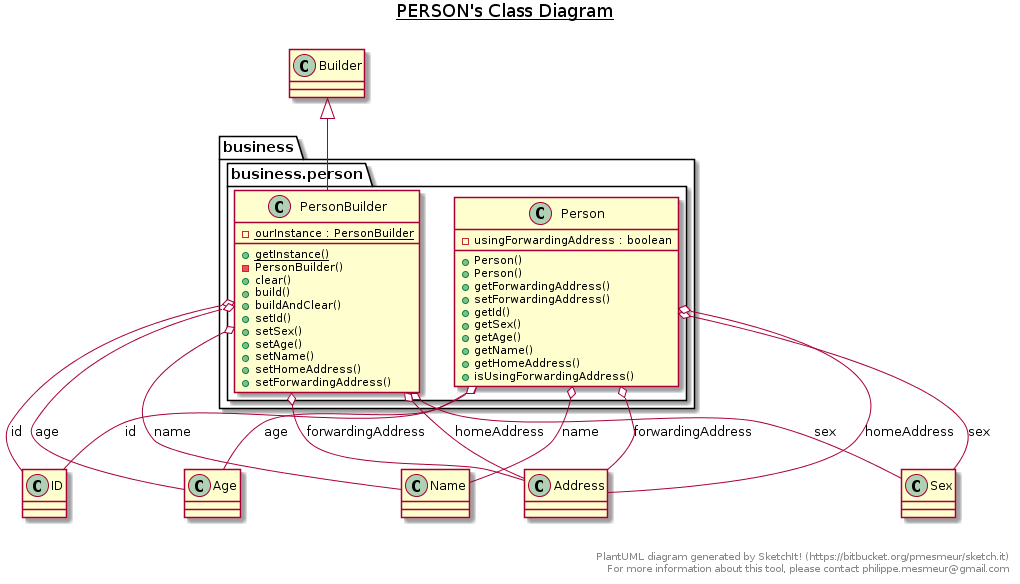 PERSON's Class Diagram
C Builder
business
business.person
C PersonBuilder
ourInstance : PersonBuilder
getInstance()
PersonBuilder()
clear()
build()
buildAndClear()
setId()
setSex()
setAge()
setName()
setHomeAddress()
setForwardingAddress()
C Person
usingForwardingAddress : boolean
Person()
Person()
getForwardingAddress()
setForwardingAddress()
getId()
getSex()
getAge()
getName()
getHomeAddress()
isUsingForwardingAddress()
id age id name age forwardingAddress homeAddress name forwardingAddress sex homeAddress sex
C ID
C Age
C Name
C Address
C Sex
PlantUML diagram generated by SketchIt! (https://bitbucket.org/pmesmeur/sketch.it)
For more information about this tool, please contact philippe.mesmeur@gmail.com